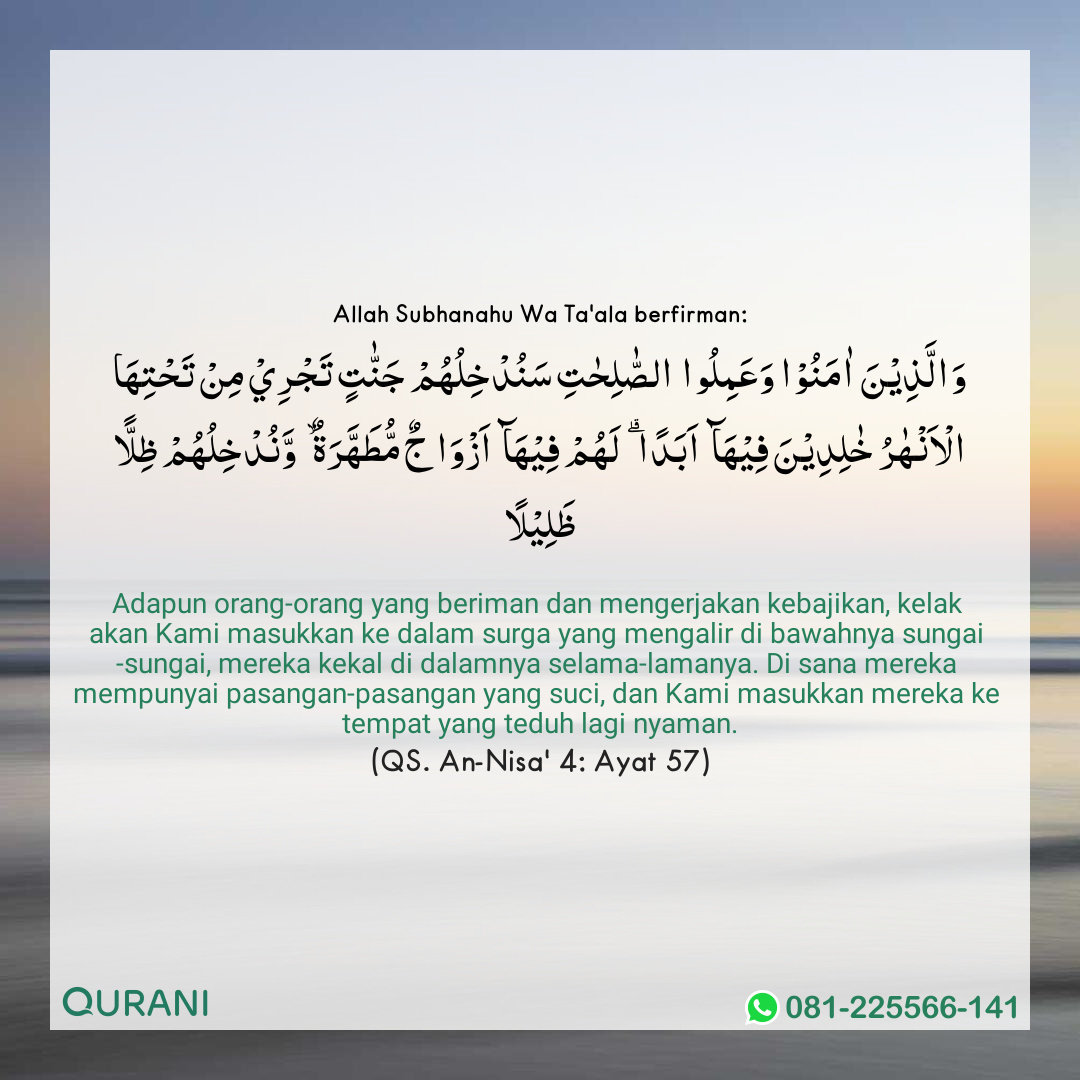 Allah Subhanahu Wa Ta'ala berfirman:
وَالَّذِيْنَ اٰمَنُوْا وَعَمِلُوا الصّٰلِحٰتِ سَنُدْخِلُهُمْ جَنّٰتٍ تَجْرِيْ مِنْ تَحْتِهَا
الْاَنْهٰرُ خٰلِدِيْنَ فِيْهَآ اَبَدًا ۗ لَهُمْ فِيْهَآ اَزْوَا جٌ مُّطَهَّرَةٌ ۙ وَّنُدْخِلُهُمْ ظِلًّا
ظَلِيْلًا
Adapun orang-orang yang beriman dan mengerjakan kebajikan, kelak
akan Kami masukkan ke dalam surga yang mengalir di bawahnya sungai
-sungai, mereka kekal di dalamnya selama-lamanya. Di sana mereka
mempunyai pasangan-pasangan yang suci, dan Kami masukkan mereka ke
tempat yang teduh lagi nyaman.
(QS. An-Nisa' 4: Ayat 57)
QURANI
081-225566-141